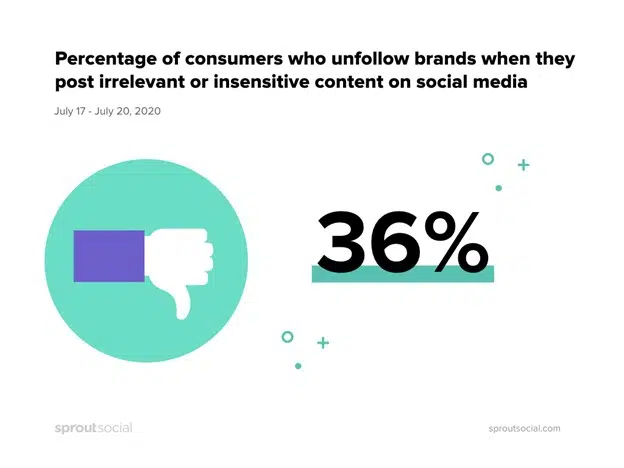 Percentage of consumers who unfollow brands when they
post irrelevant or insensitive content on social media
July 17 - July 20, 2020
36%
sproutsocial
sproutsocial.com